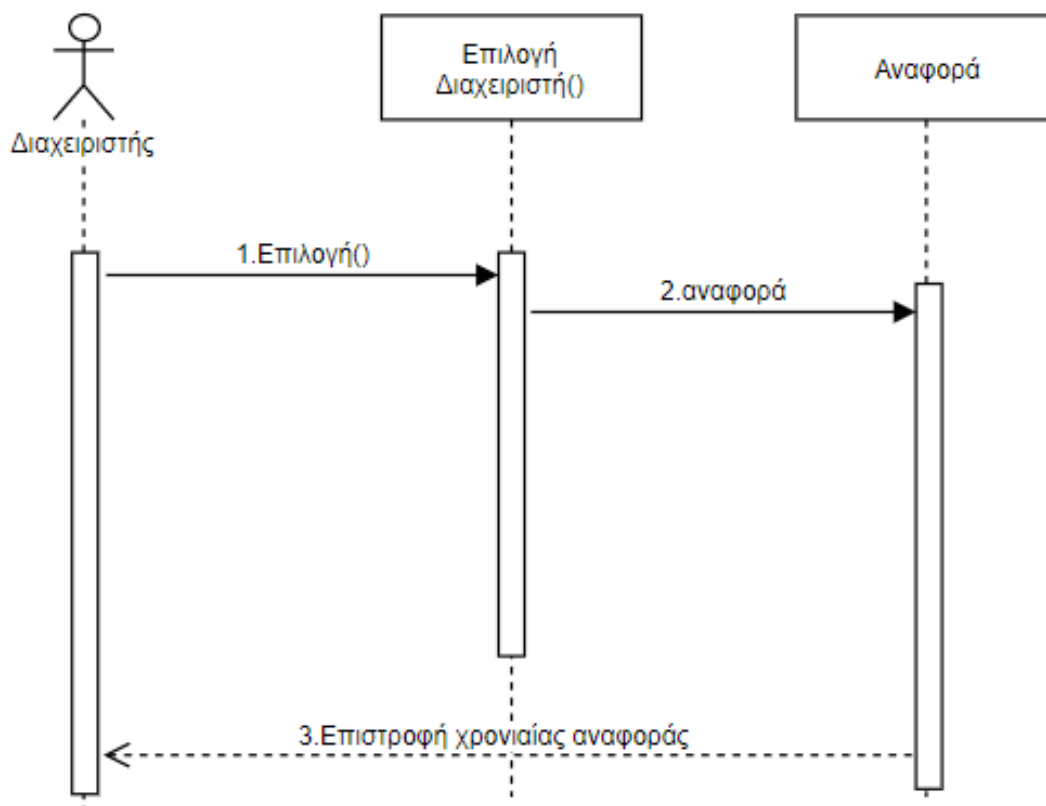 Επιλογή
Διαχειριστή()
Αναφορά
Διαχειριστής
1.Επιλογή()
2.αναφορά
3.Επιστροφή χρονιαίας αναφοράς